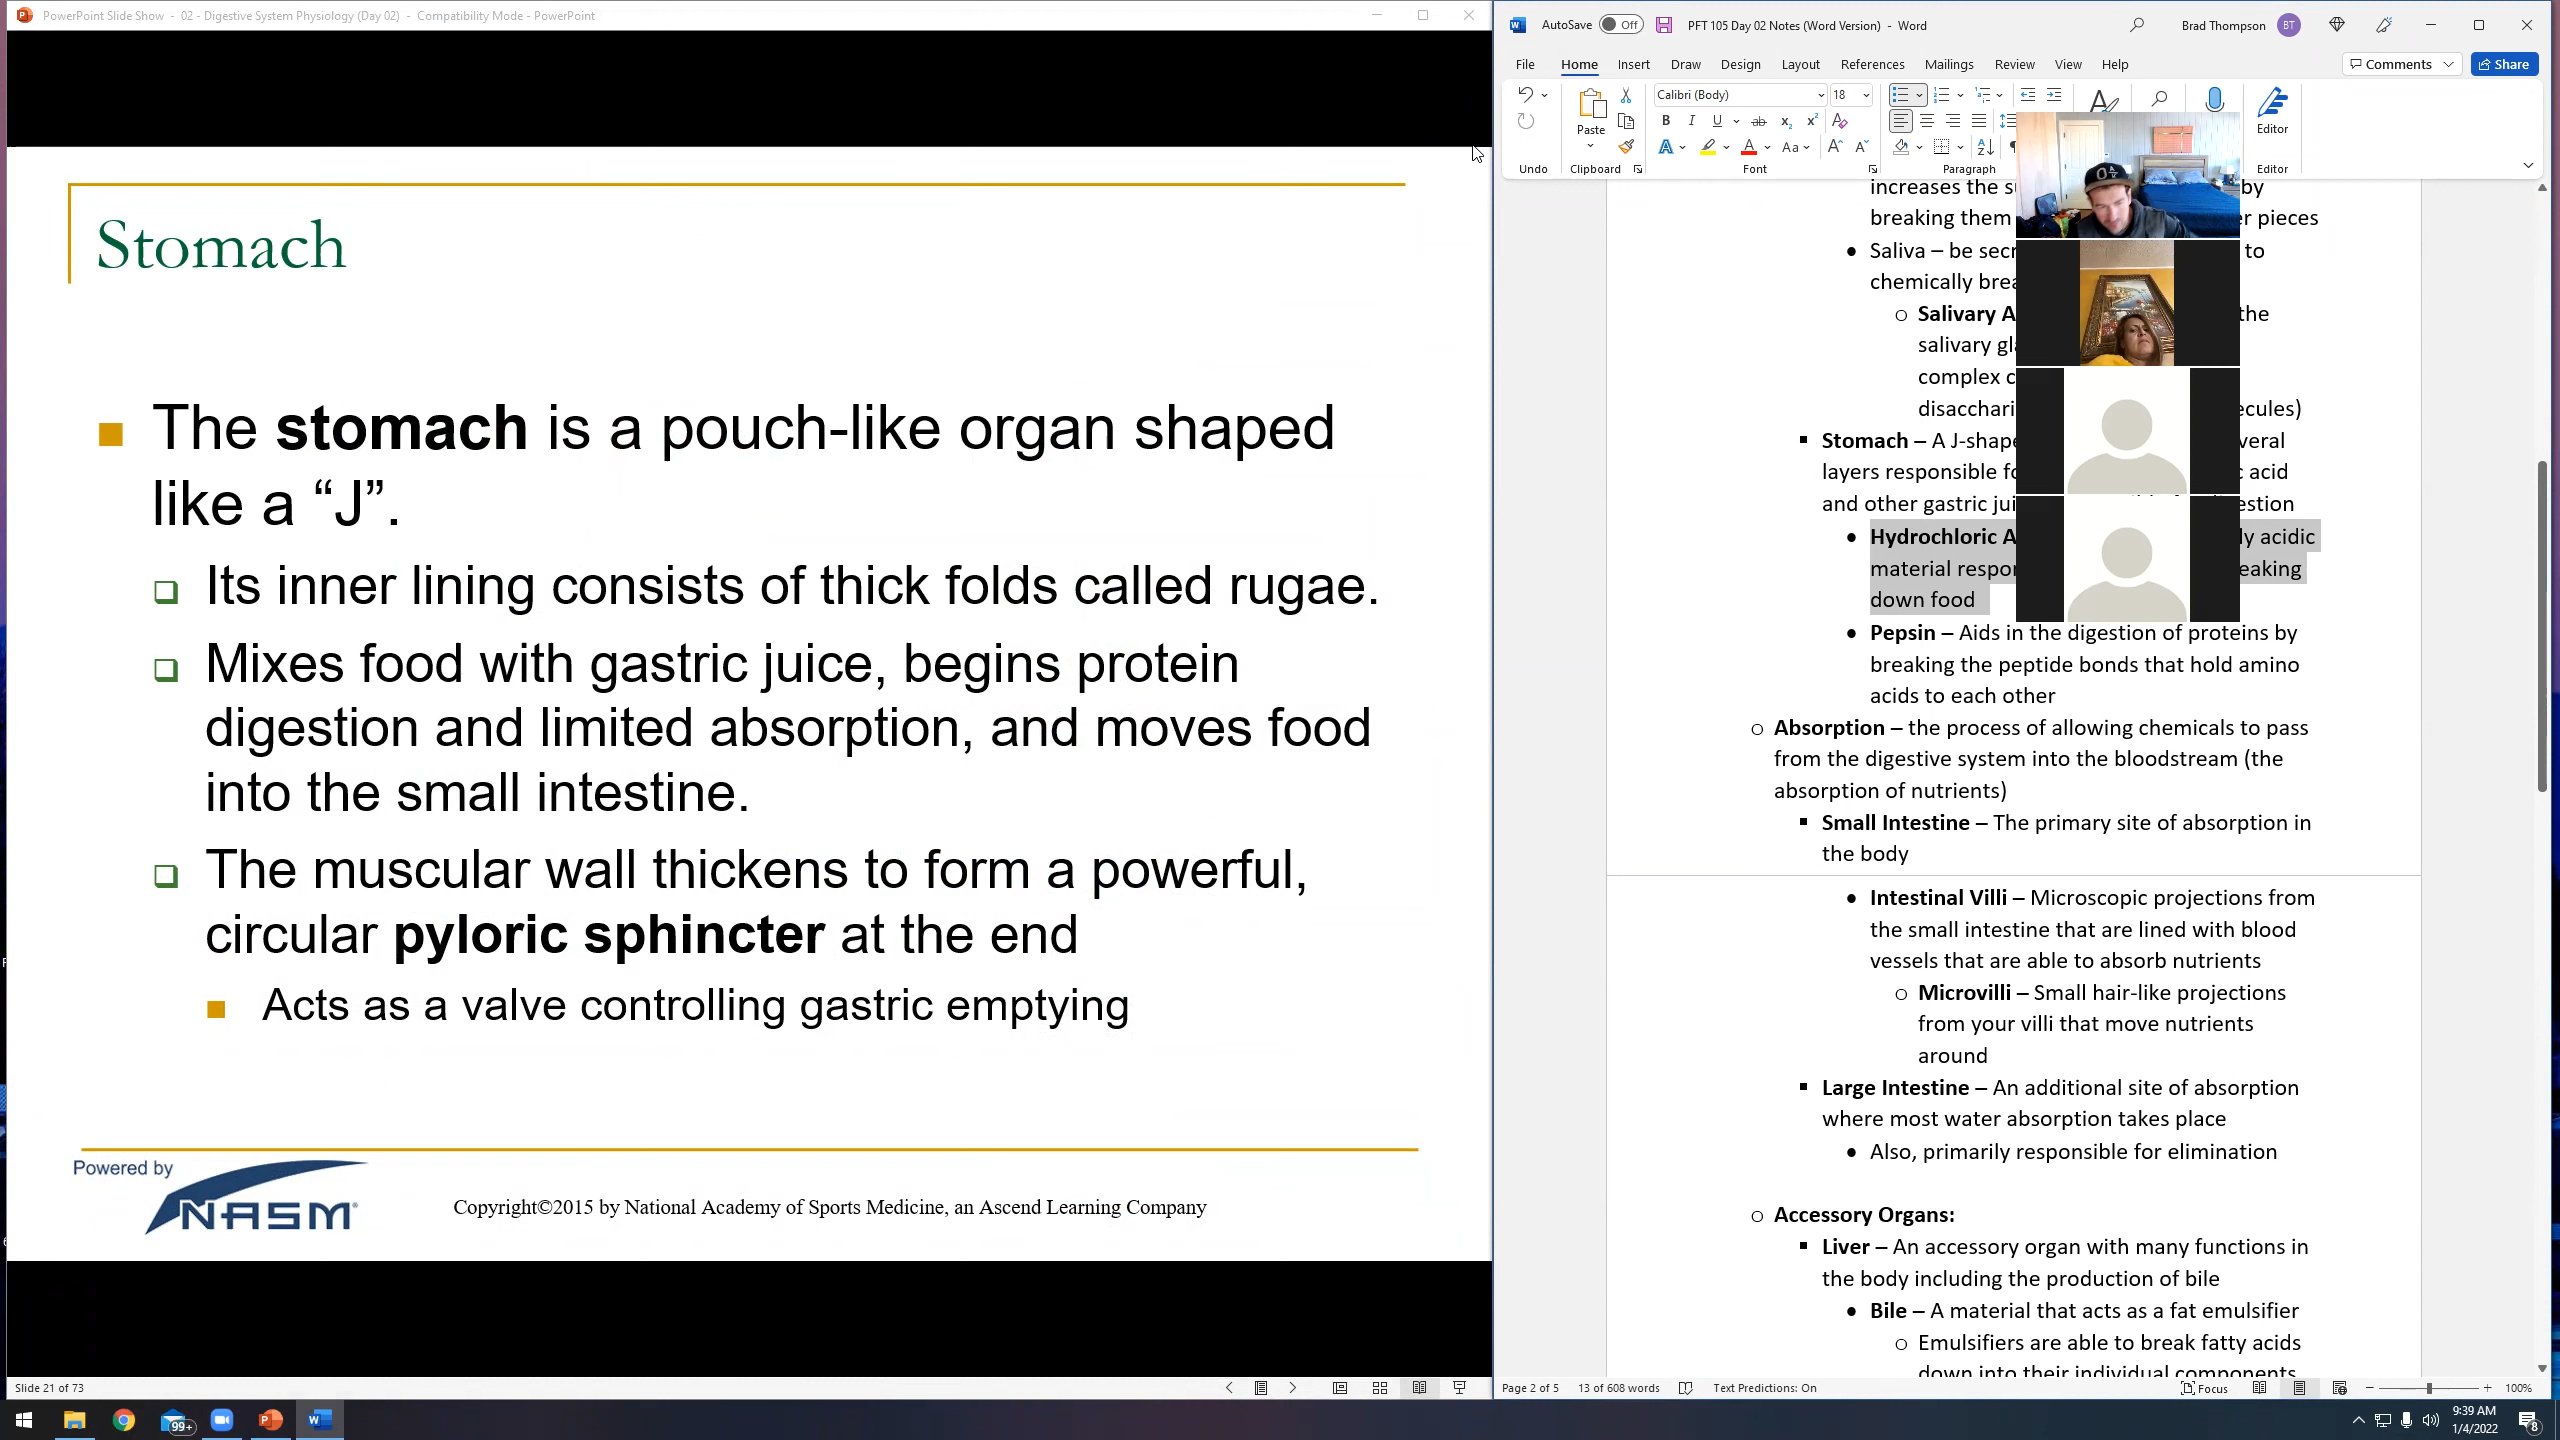 PowerPoint Slide Show - 02 - Digestive System Physiology (Day 02) - Compatibility Mode - PowerPoint
Stomach
The stomach is a pouch-like organ shaped
like a “J”.
Its inner lining consists of thick folds called rugae.
Mixes food with gastric juice, begins protein
digestion and limited absorption, and moves food
into the small intestine.
The muscular wall thickens to form a powerful,
circular pyloric sphincter at the end
Acts as a valve controlling gastric emptying
Powered by
NASM
Copyright©2015 by National Academy of Sports Medicine, an Ascend Learning Company
Slide 21 of 73
AutoSave Off PFT 105 Day 02 Notes (Word Version) - Word Brad Thompson BT
File Home Insert Draw Design Layout References Mailings Review View Help Comments Share
Calibri (Body) 18
Paste Editor
Undo Clipboard Font Paragraph Editor
increases the by
breaking them pieces
Saliva – be to
chemically
Salivary the
salivary
complex
Stomach – A
layers responsible acid
and other gastric
Hydrochloric acidic
material
down food
Pepsin – Aids in the digestion of proteins by
breaking the peptide bonds that hold amino
acids to each other
Absorption – the process of allowing chemicals to pass
from the digestive system into the bloodstream (the
absorption of nutrients)
Small Intestine – The primary site of absorption in
the body
Intestinal Villi – Microscopic projections from
the small intestine that are lined with blood
vessels that are able to absorb nutrients
Microvilli – Small hair-like projections
from your villi that move nutrients
around
Large Intestine – An additional site of absorption
where most water absorption takes place
Also, primarily responsible for elimination
Accessory Organs:
Liver – An accessory organ with many functions in
the body including the production of bile
Bile – A material that acts as a fat emulsifier
Emulsifiers are able to break fatty acids
down into their individual components
Page 2 of 5 13 of 608 words Text Predictions: On Focus 100%
99+
9:39 AM
1/4/2022
8